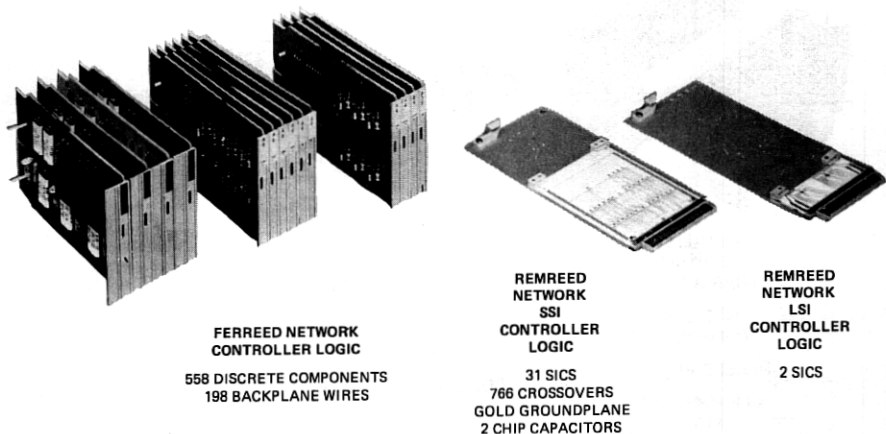 FERREED NETWORK
CONTROLLER LOGIC
558 DISCRETE COMPONENTS
198 BACKPLANE WIRES
REMREED
NETWORK
SSI
CONTROLLER
LOGIC
31 SICS
766 CROSSOVERS
GOLD GROUNDPLANE
2 CHIP CAPACITORS
REMREED
NETWORK
LSI
CONTROLLER
LOGIC
2 SICS